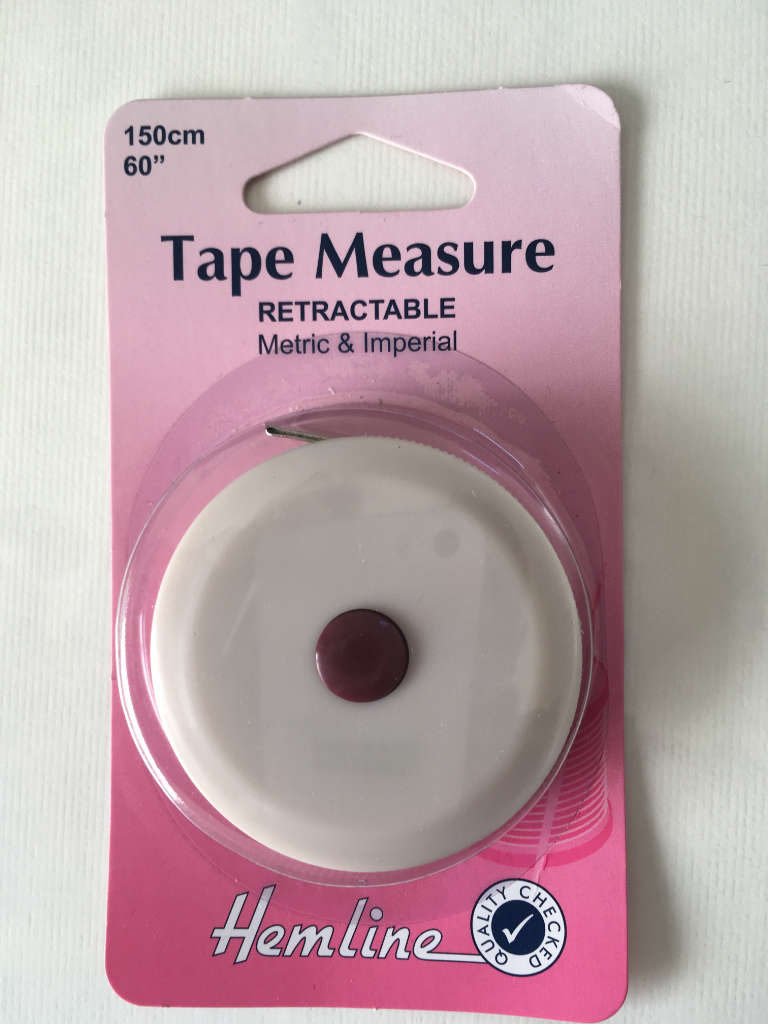 150cm
60”
Tape Measure
RETRACTABLE
Metric & Imperial
Hemline
QUALITY CHECKED